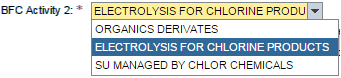 BFC Activity 2: * ELECTROLYSIS FOR CHLORINE PRODU
ORGANICS DERIVATES
ELECTROLYSIS FOR CHLORINE PRODUCTS
SU MANAGED BY CHLOR CHEMICALS